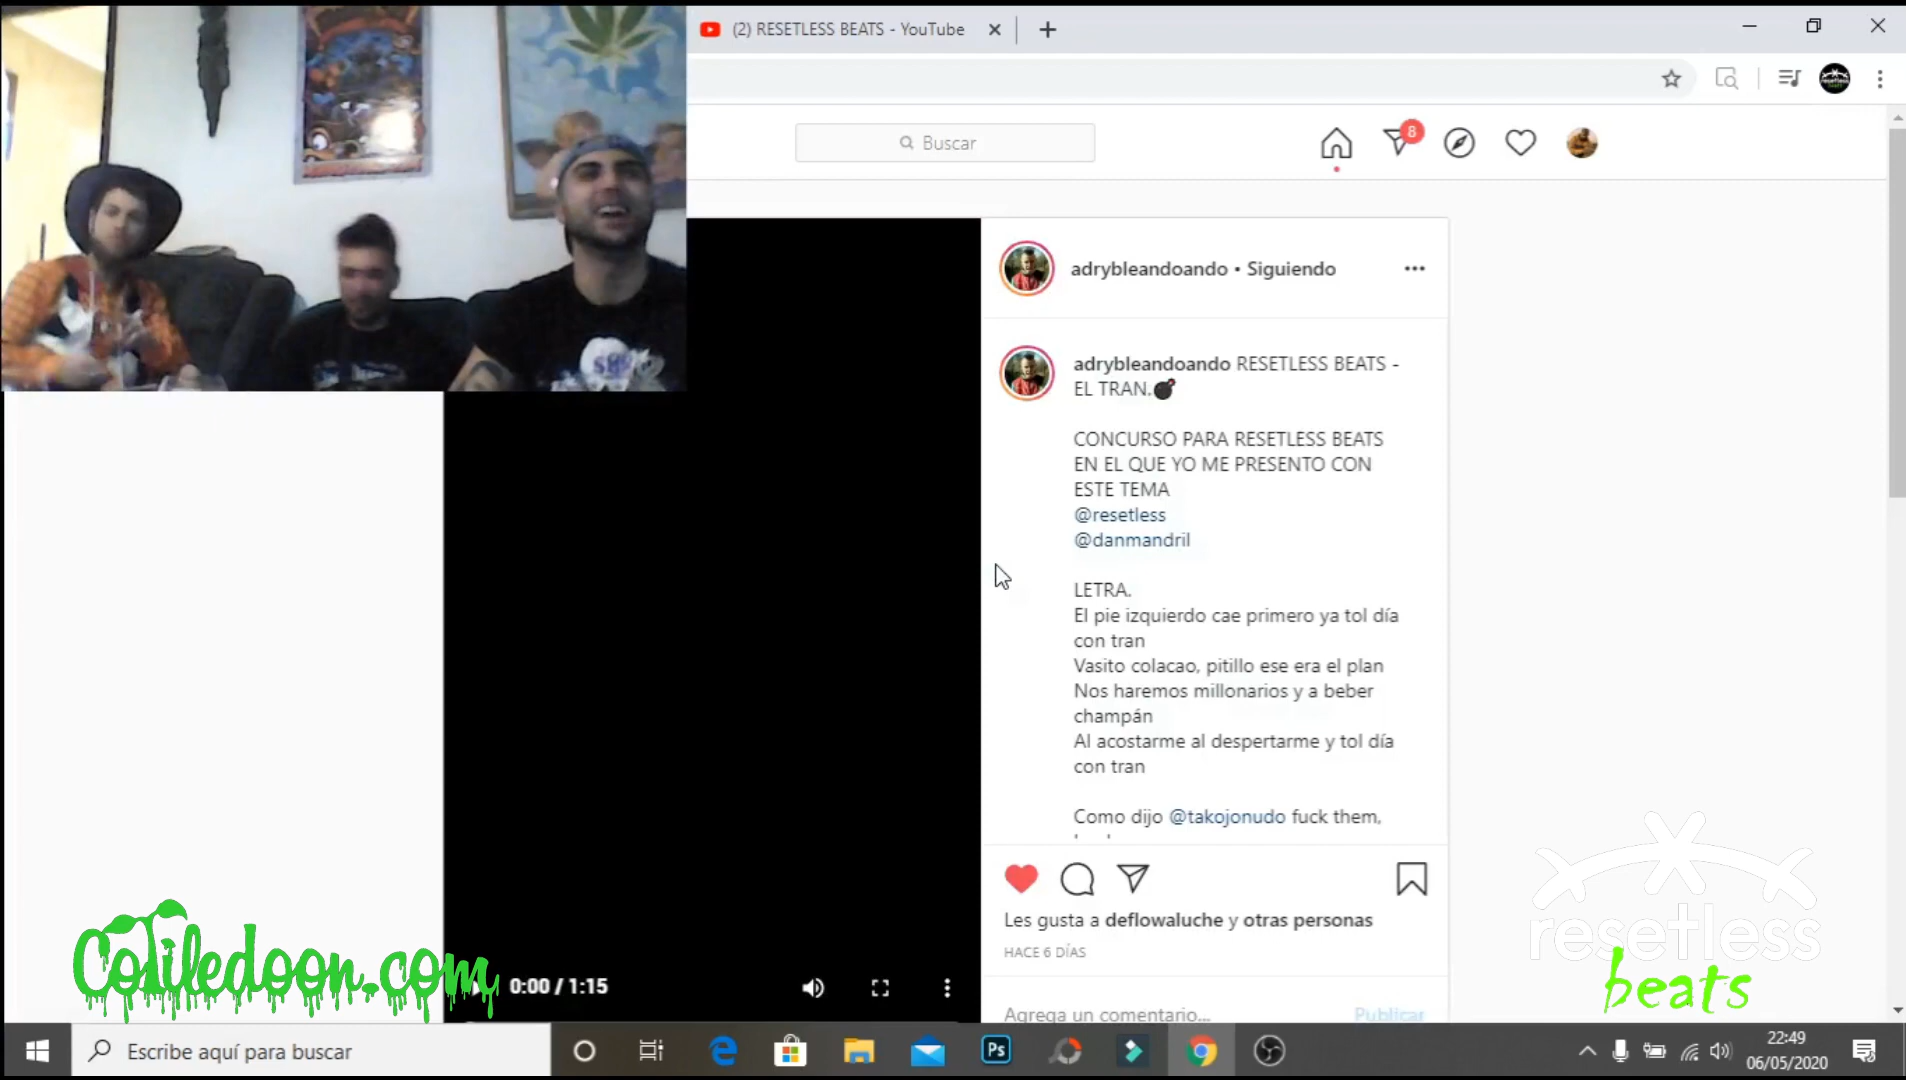 (2) RESETLESS BEATS - YouTube
Buscar
8
adrybleandoando • Siguiendo
adrybleandoando RESETLESS BEATS -
EL TRAN.
CONCURSO PARA RESETLESS BEATS
EN EL QUE YO ME PRESENTO CON
ESTE TEMA
@resetless
@danmandril
LETRA.
El pie izquierdo cae primero ya tol día
con tran
Vasito colacao, pitillo ese era el plan
Nos haremos millonarios y a beber
champán
Al acostarme al despertarme y tol día
con tran
Como dijo @takojonudo fuck them,
Les gusta a deflowaluche y otras personas
HACE 6 DÍAS
Agrega un comentario...
Publicar
0:00 / 1:15
Cotiledoon.com
resetless
beats
Escribe aquí para buscar
Ps
22:49
06/05/2020